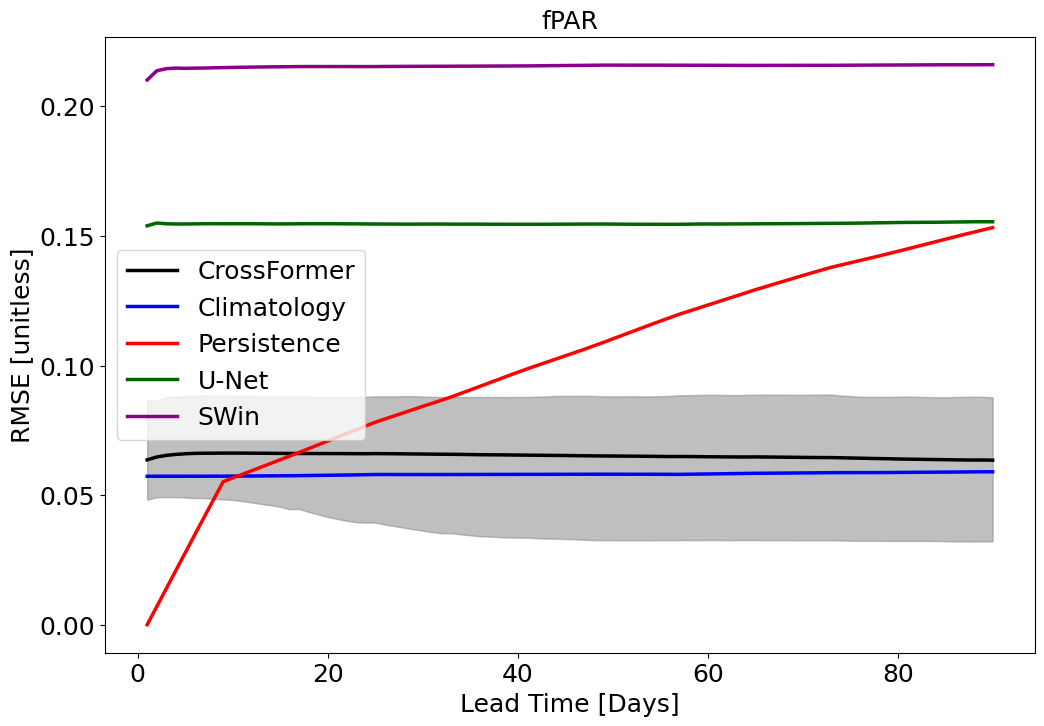 fPAR
RMSE [unitless]
0.20
0.15
0.10
0.05
0.00
CrossFormer
Climatology
Persistence
U-Net
SWin
0
20
40
60
80
Lead Time [Days]